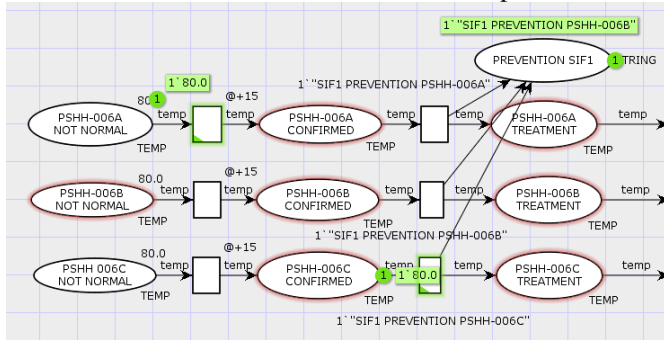 1`"SIF1 PREVENTION PSHH-006B"
PREVENTION SIF1
1
TRING
1`80.0
1`"SIF1 PREVENTION PSHH-006A"
80
1
@+15
PSHH-006A
NOT NORMAL
temp
temp
PSHH-006A
CONFIRMED
temp
temp
PSHH-006A
TREATMENT
temp
TEMP
TEMP
TEMP
80.0
@+15
PSHH-006B
NOT NORMAL
temp
temp
PSHH-006B
CONFIRMED
temp
temp
PSHH-006B
TREATMENT
temp
TEMP
TEMP
TEMP
1`"SIF1 PREVENTION PSHH-006B"
80.0
@+15
PSHH 006C
NOT NORMAL
temp
temp
PSHH-006C
CONFIRMED
1
1`80.0
temp
PSHH-006C
TREATMENT
temp
TEMP
TEMP
TEMP
1`"SIF1 PREVENTION PSHH-006C"